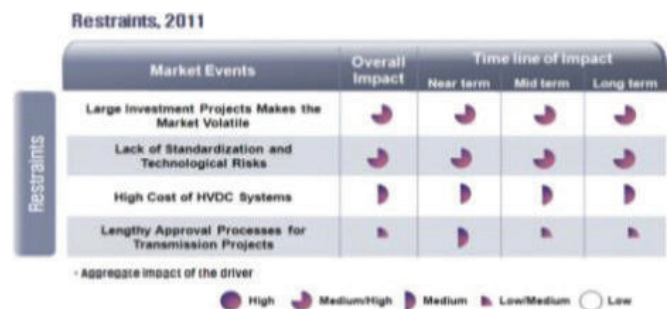 Restraints, 2011
Market Events
Overall
Impact
Time line of Impact
Near term
Mid term
Long term
Restraints
Large Investment Projects Makes the
Market Volatile
Lack of Standardization and
Technological Risks
High Cost of HVDC Systems
Lengthy Approval Processes for
Transmission Projects
- Aggregate impact of the driver
High
Medium/High
Medium
Low/Medium
Low